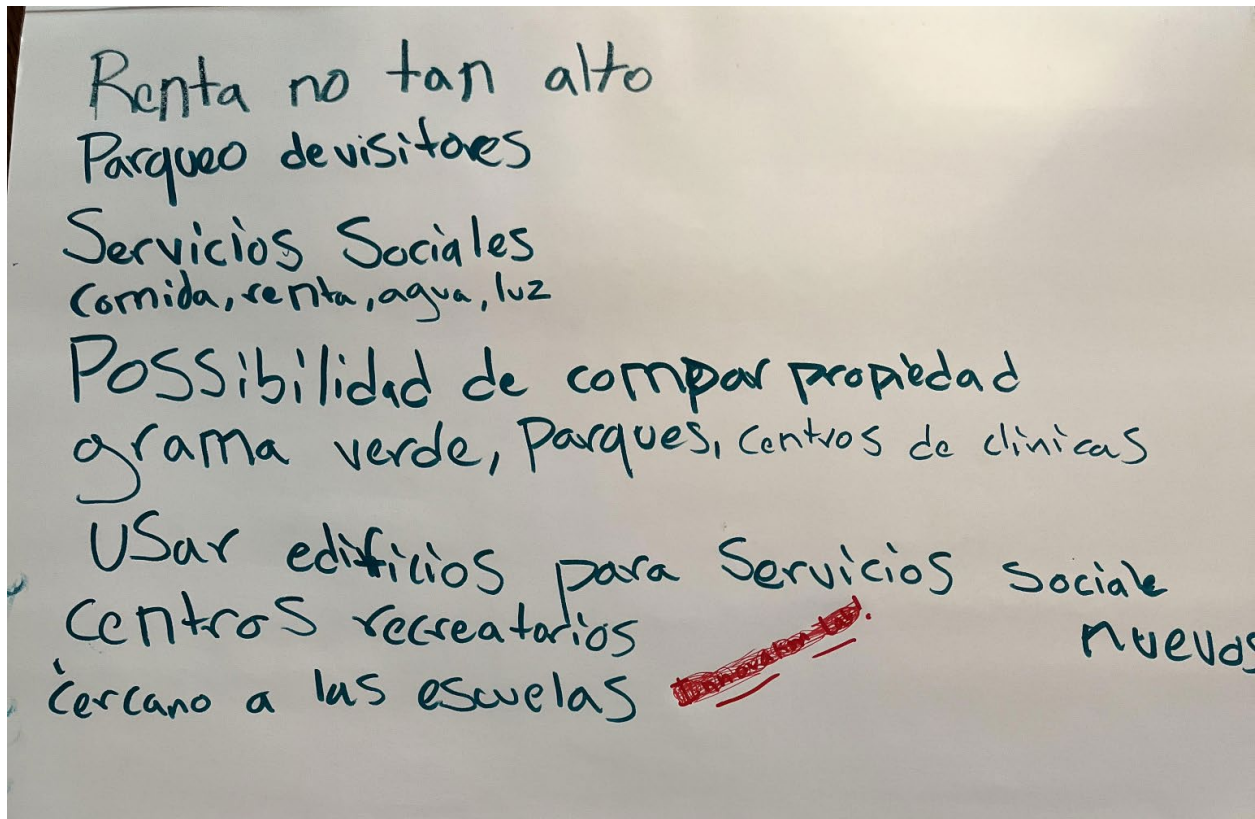 Renta no tan alto
Parqueo de visitores
Servicios Sociales
comida, renta, agua, luz
Possibilidad de compar propiedad
grama verde, Parques, centros de clinicas
Usar edificios para Servicios sociale
nuevos
Centros recreatorios
cercano a las escuelas